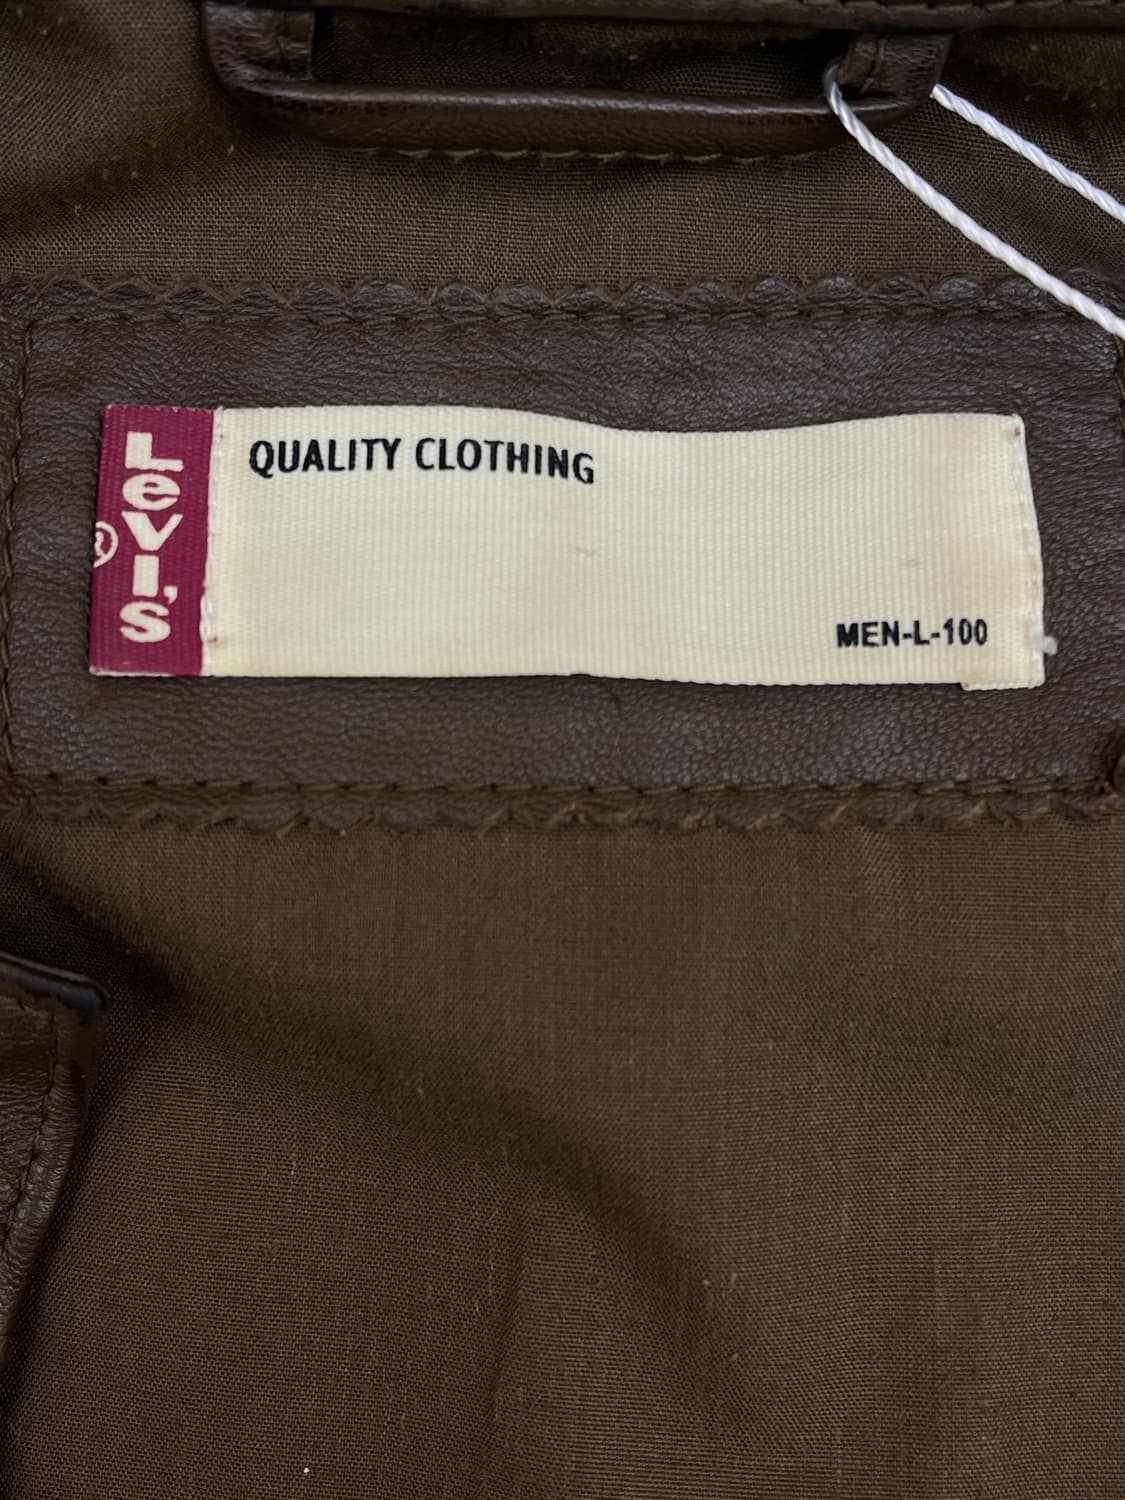 Levi's
®
QUALITY CLOTHING
MEN-L-100